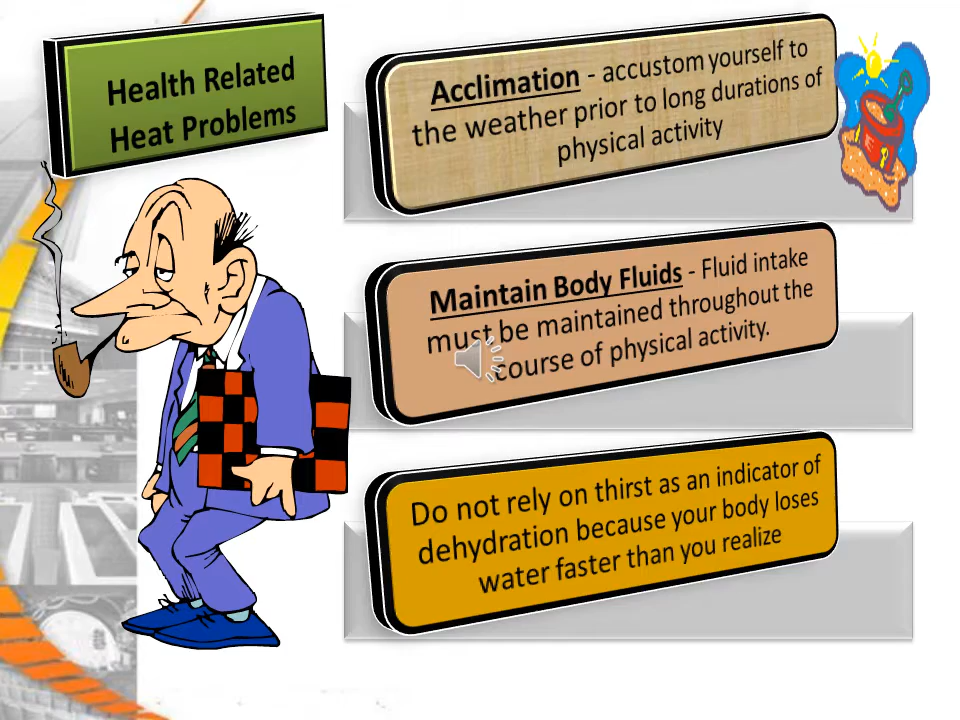 Health Related
Heat Problems
Acclimation - accustom yourself to
the weather prior to long durations of
physical activity
Maintain Body Fluids - Fluid intake
must be maintained throughout the
course of physical activity.
Do not rely on thirst as an indicator of
dehydration because your body loses
water faster than you realize